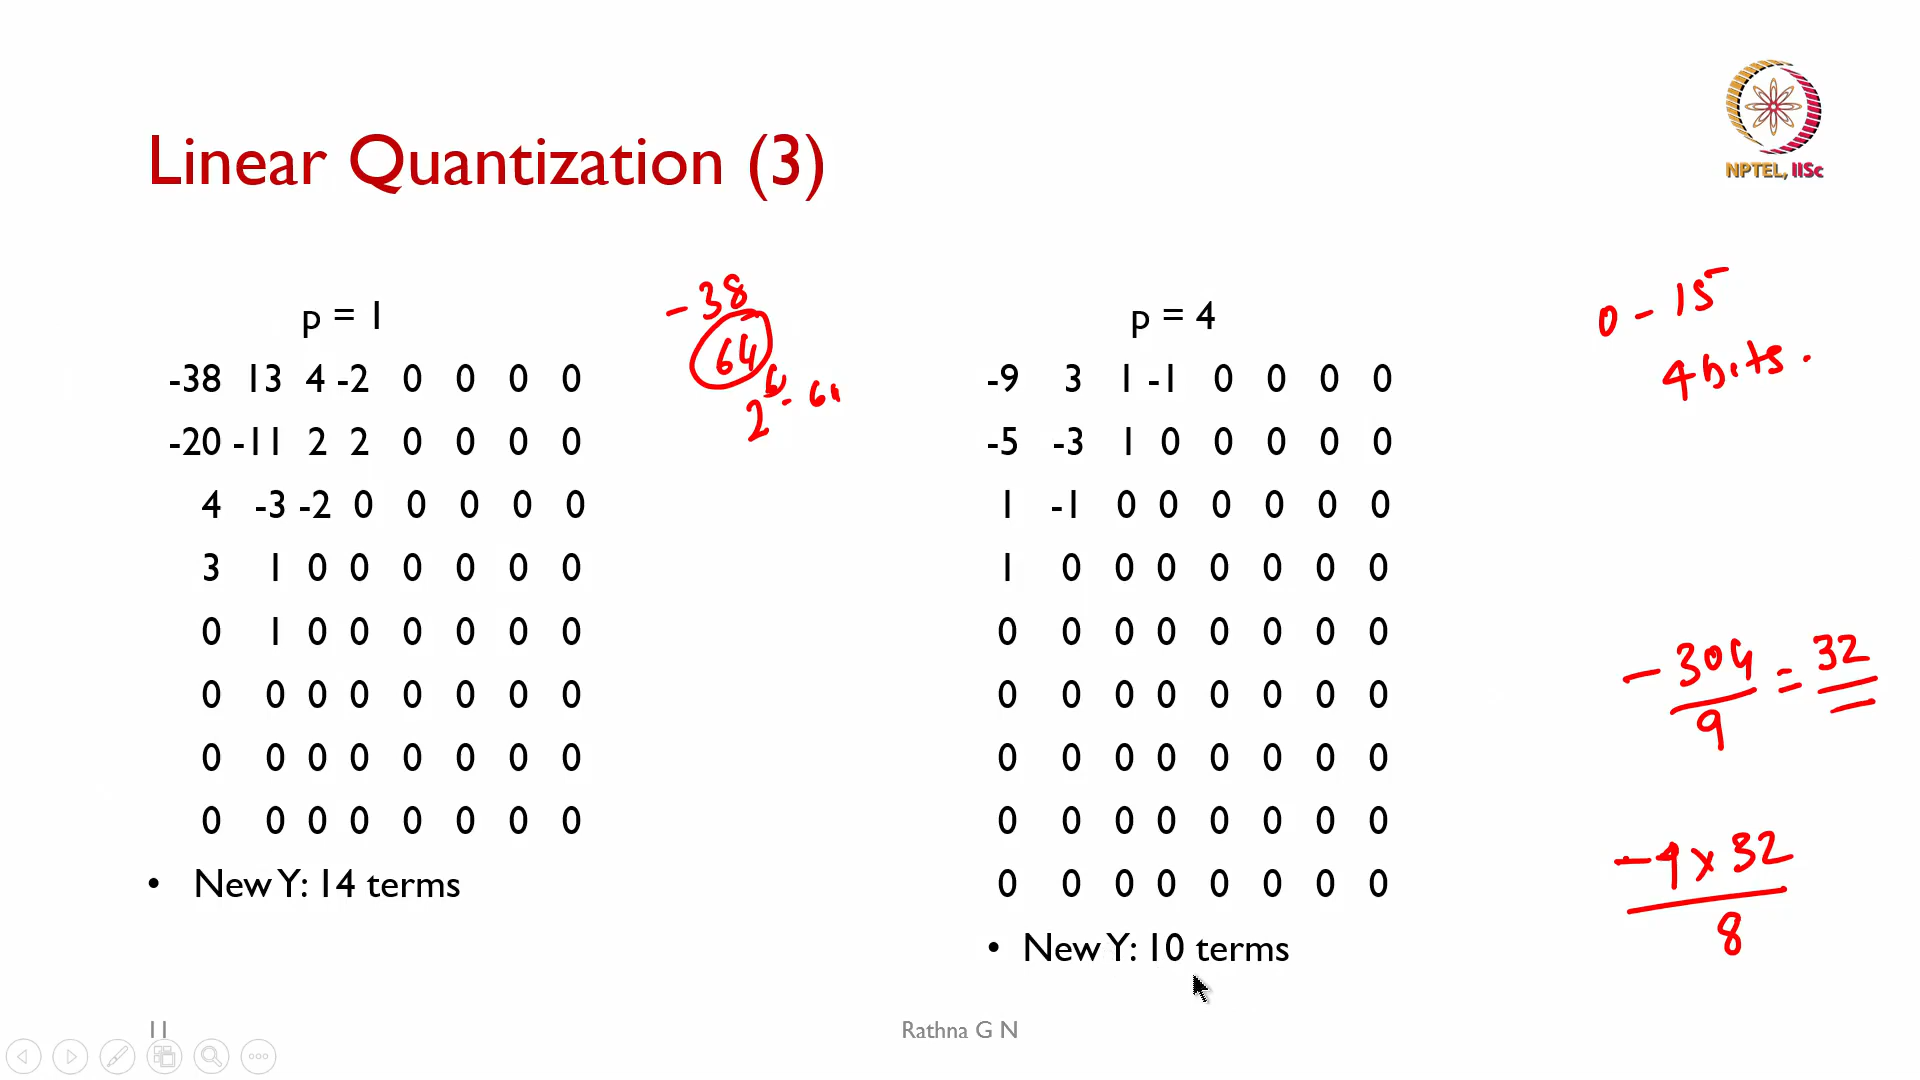 Linear Quantization (3)
NPTEL, IISc
p = 1
-38 13 4 -2 0 0 0 0
-20 -11 2 2 0 0 0 0
4 -3 -2 0 0 0 0 0
3 1 0 0 0 0 0 0
0 1 0 0 0 0 0 0
0 0 0 0 0 0 0 0
0 0 0 0 0 0 0 0
0 0 0 0 0 0 0 0
• New Y: 14 terms
-38
64
2^6 - 64
p = 4
-9 3 1 -1 0 0 0 0
-5 -3 1 0 0 0 0 0
1 -1 0 0 0 0 0 0
1 0 0 0 0 0 0 0
0 0 0 0 0 0 0 0
0 0 0 0 0 0 0 0
0 0 0 0 0 0 0 0
0 0 0 0 0 0 0 0
0 0 0 0 0 0 0 0
• New Y: 10 terms
0 - 15
4 bits.
-304
9
= 32
-9 x 32
8
11
Rathna G N